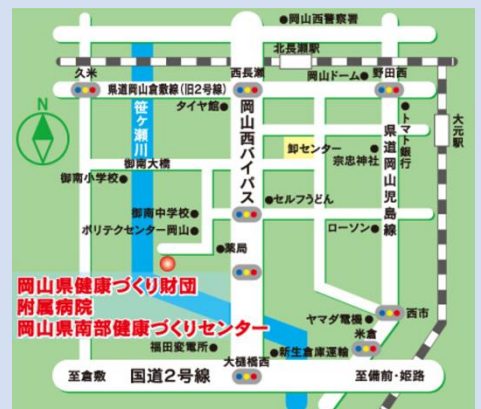 岡山西警察署
北長瀬駅
久米
西長瀬
岡山ドーム
野田西
県道岡山倉敷線(旧2号線)
N
笹ヶ瀬川
タイヤ館
岡山西バイパス
トマト銀行
大元駅
卸センター
県道岡山児島線
宗忠神社
御南大橋
御南小学校
セルフうどん
御南中学校
ポリテクセンター岡山
ローソン
薬局
岡山県健康づくり財団
附属病院
岡山県南部健康づくりセンター
ヤマダ電機
西市
米倉
福田変電所
新生倉庫運輸
至倉敷
国道2号線
大樋橋西
至備前・姫路